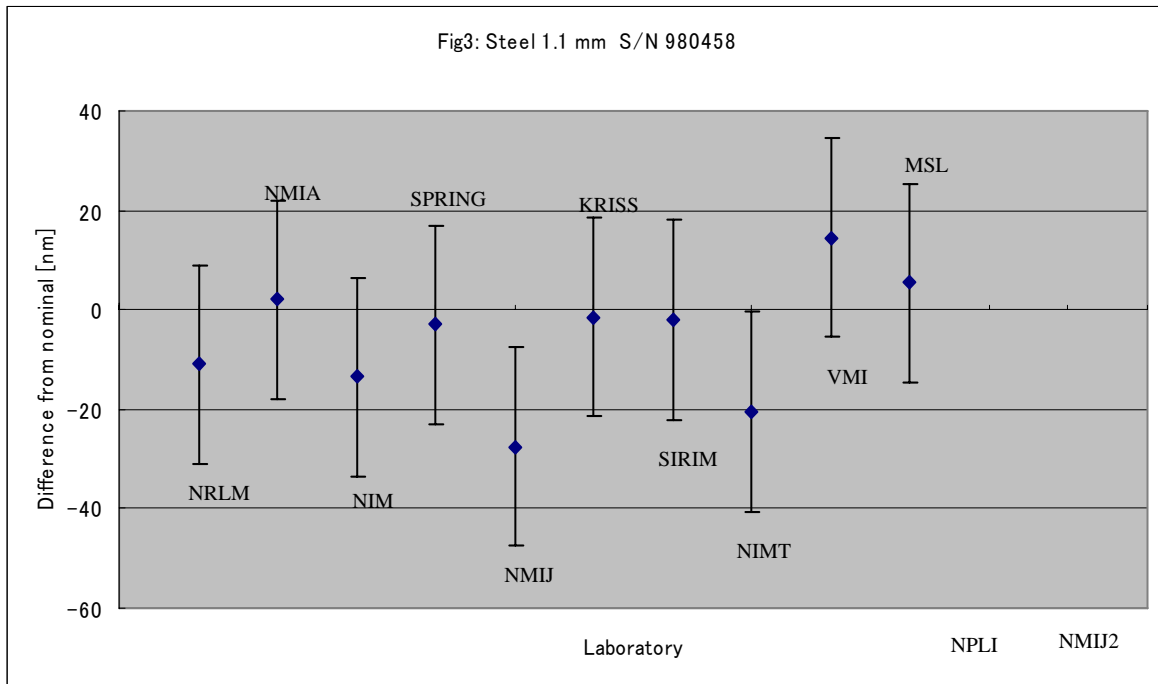 Fig3: Steel 1.1 mm S/N 980458
Difference from nominal [nm]
40
20
0
-20
-40
-60
NRLM
NMIA
NIM
SPRING
NMIJ
KRISS
SIRIM
NIMT
VMI
MSL
NPLI
NMIJ2
Laboratory